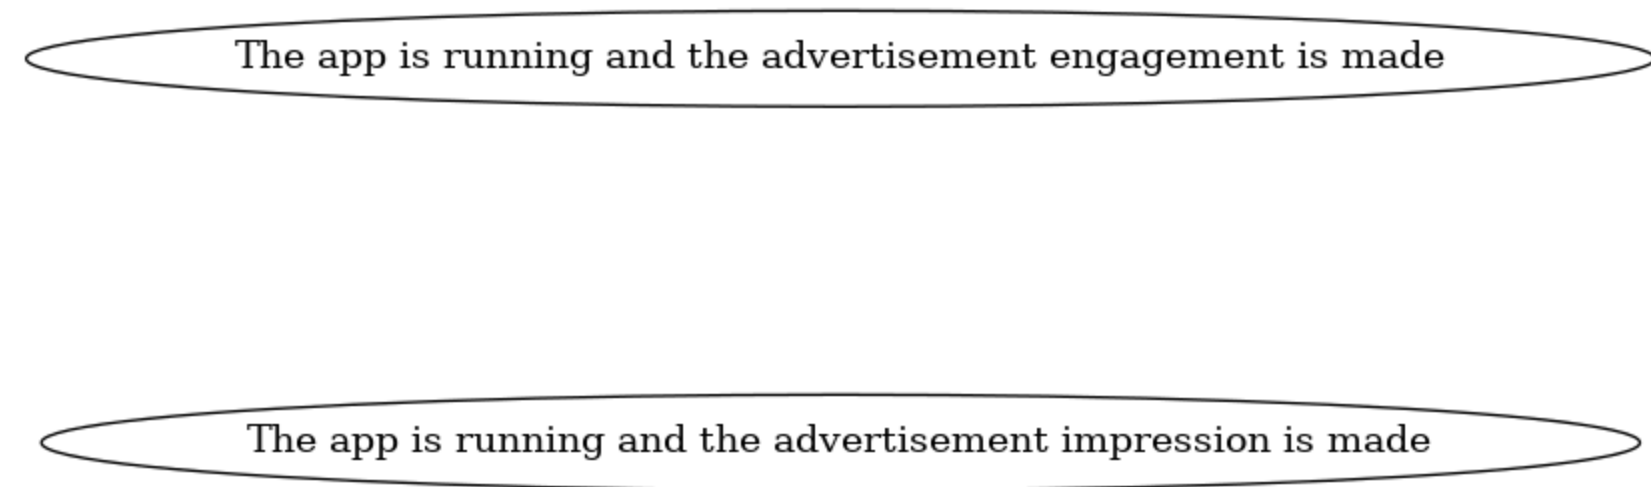 The app is running and the advertisement engagement is made
The app is running and the advertisement impression is made